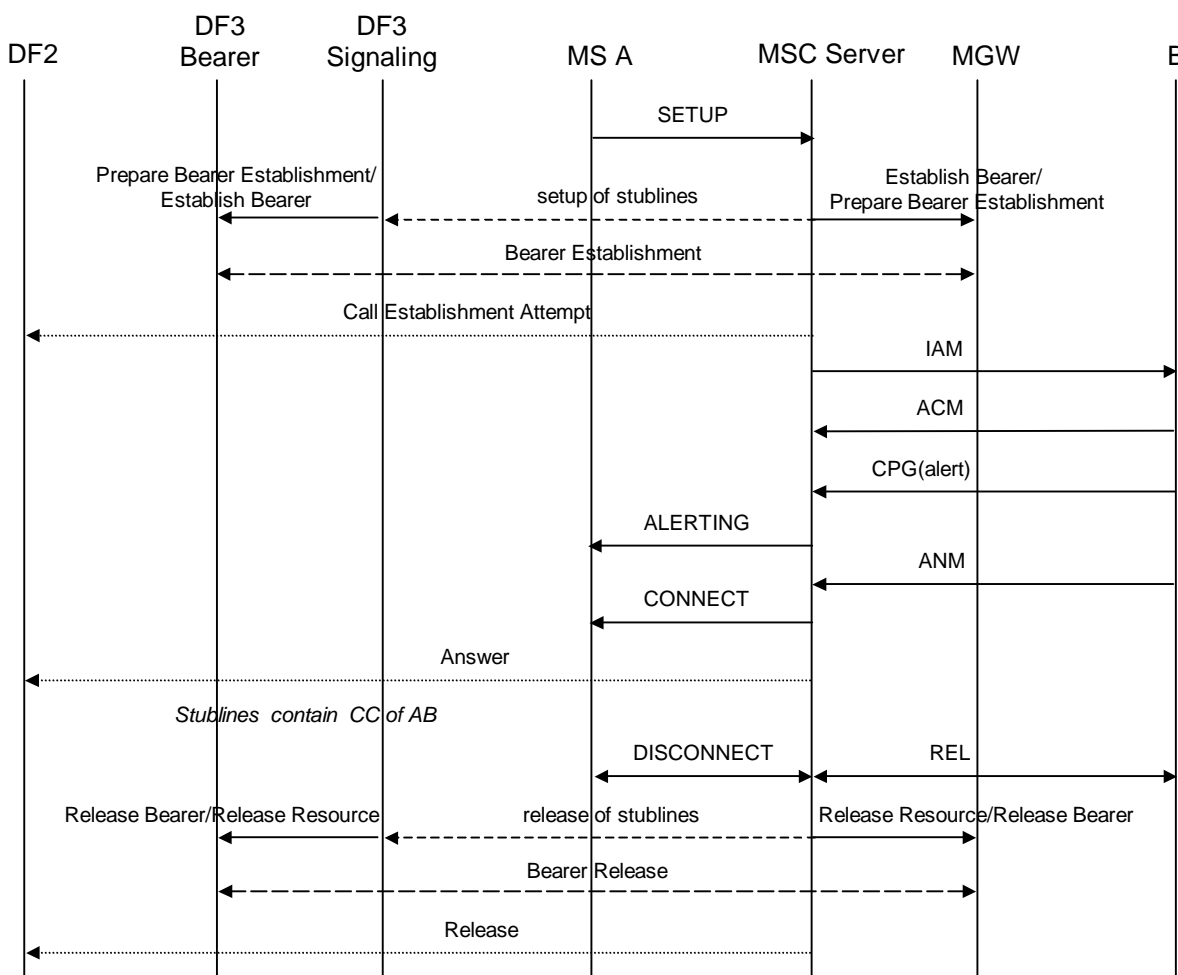 DF2
DF3
Bearer
DF3
Signaling
MS A
MSC Server
MGW
SETUP
Prepare Bearer Establishment/
Establish Bearer
setup of stublines
Establish Bearer/
Prepare Bearer Establishment
Bearer Establishment
Call Establishment Attempt
IAM
ACM
CPG(alert)
ALERTING
ANM
CONNECT
Answer
Stublines contain CC of AB
DISCONNECT
REL
Release Bearer/Release Resource
release of stublines
Release Resource/Release Bearer
Bearer Release
Release